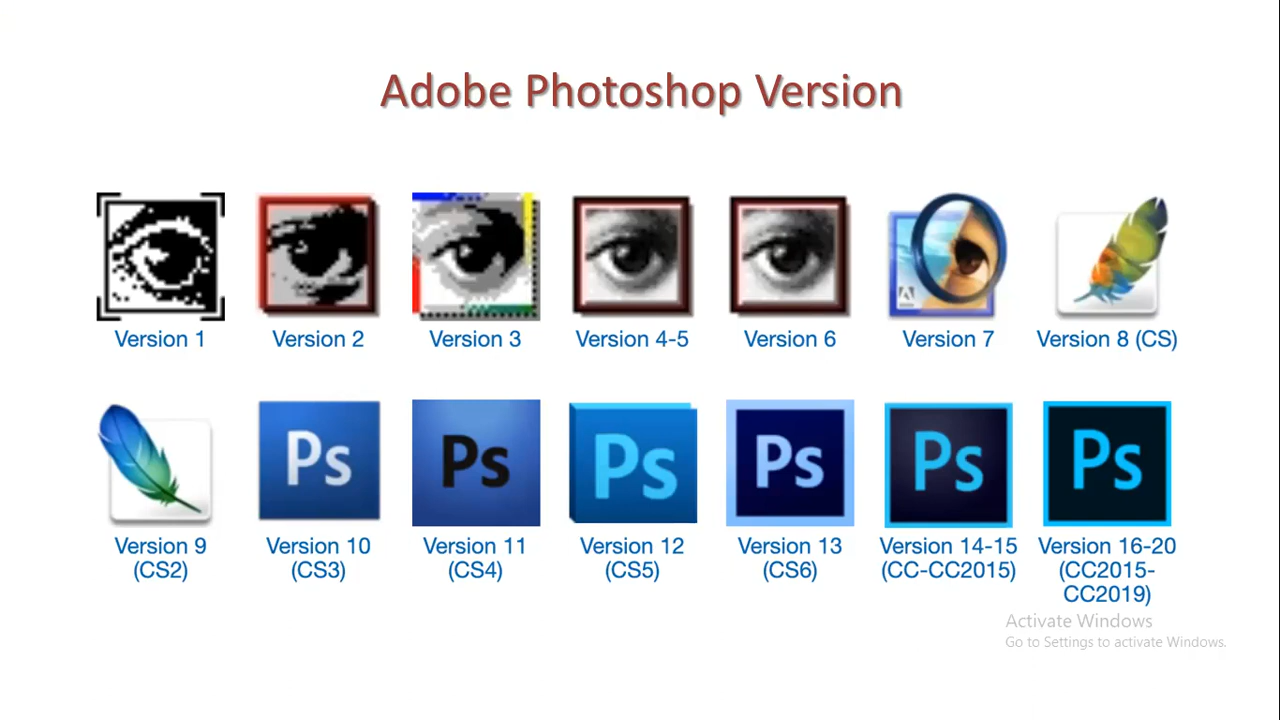 Adobe Photoshop Version
Version 1
Version 2
Version 3
Version 4-5
Version 6
Version 7
Version 8 (CS)
Ps
Ps
Ps
Ps
Ps
Ps
Version 9
(CS2)
Version 10
(CS3)
Version 11
(CS4)
Version 12
(CS5)
Version 13
(CS6)
Version 14-15
(CC-CC2015)
Version 16-20
(CC2015-
CC2019)
Activate Windows
Go to Settings to activate Windows.